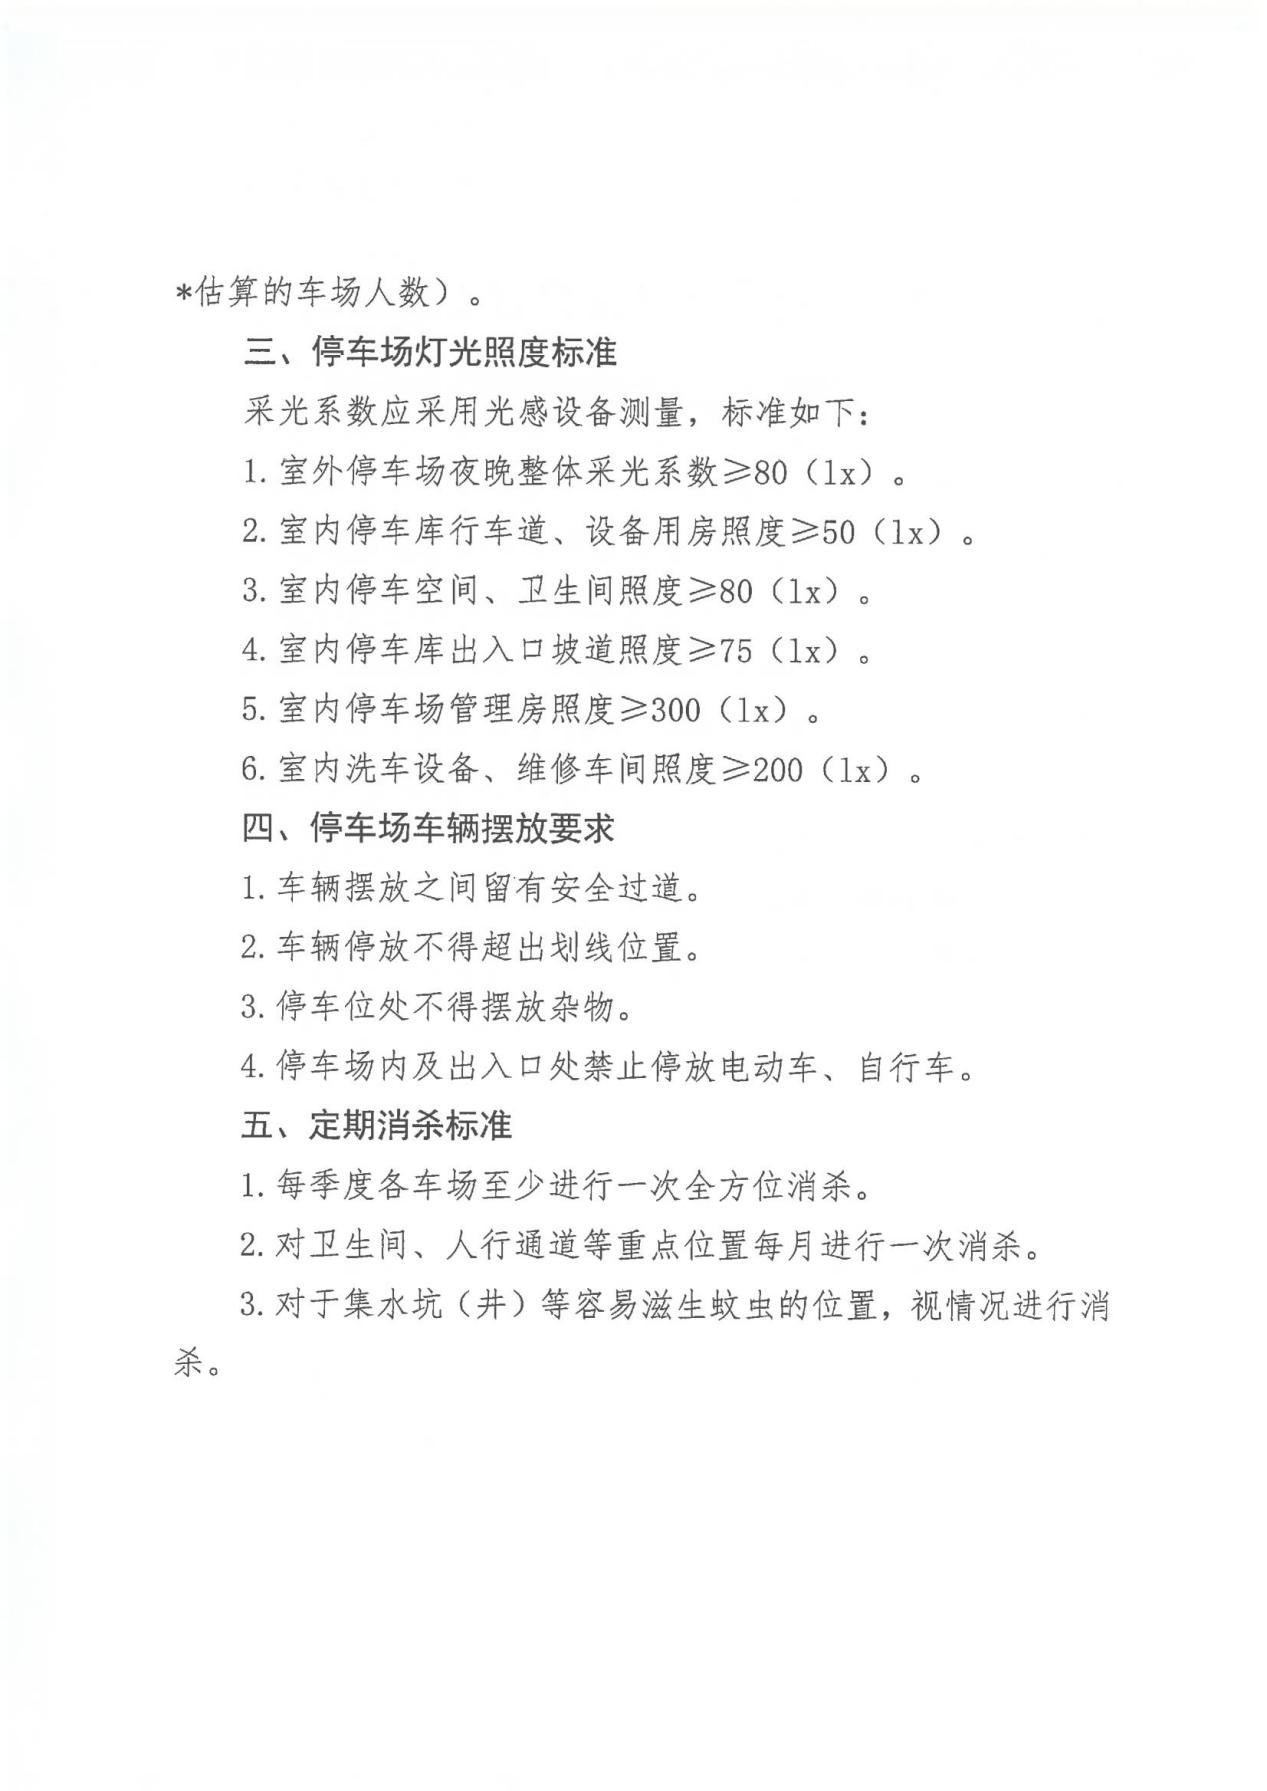 *估算的车场人数）。
三、停车场灯光照度标准
采光系数应采用光感设备测量，标准如下：
1. 室外停车场夜晚整体采光系数≥80（lx）。
2. 室内停车库行车道、设备用房照度≥50（lx）。
3. 室内停车空间、卫生间照度≥80（lx）。
4. 室内停车库出入口坡道照度≥75（lx）。
5. 室内停车场管理房照度≥300（lx）。
6. 室内洗车设备、维修车间照度≥200（lx）。
四、停车场车辆摆放要求
1. 车辆摆放之间留有安全过道。
2. 车辆停放不得超出划线位置。
3. 停车位处不得摆放杂物。
4. 停车场内及出入口处禁止停放电动车、自行车。
五、定期消杀标准
1. 每季度各车场至少进行一次全方位消杀。
2. 对卫生间、人行通道等重点位置每月进行一次消杀。
3. 对于集水坑（井）等容易滋生蚊虫的位置，视情况进行消
杀。